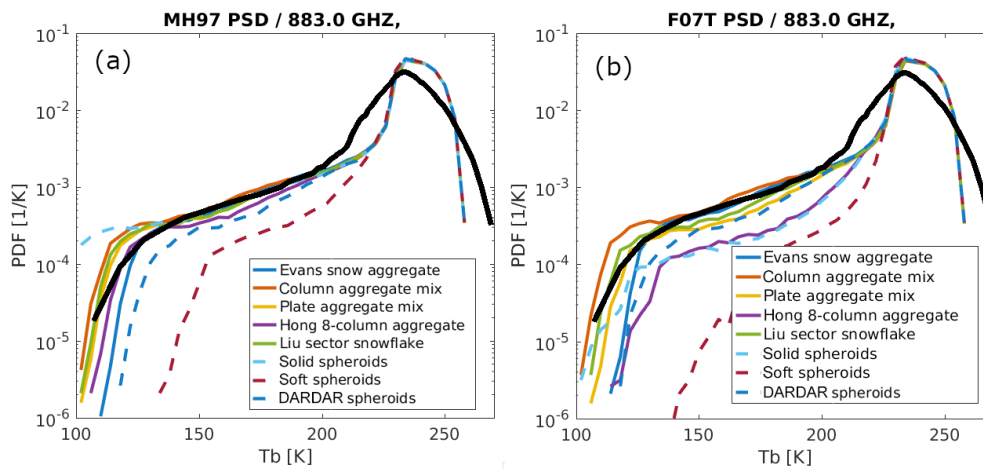 MH97 PSD / 883.0 GHZ,
(a)
PDF [1/K]
10^-1
10^-2
10^-3
10^-4
10^-5
10^-6
Evans snow aggregate
Column aggregate mix
Plate aggregate mix
Hong 8-column aggregate
Liu sector snowflake
Solid spheroids
Soft spheroids
DARDAR spheroids
100 150 200 250
Tb [K]
F07T PSD / 883.0 GHZ,
(b)
PDF [1/K]
10^-1
10^-2
10^-3
10^-4
10^-5
10^-6
Evans snow aggregate
Column aggregate mix
Plate aggregate mix
Hong 8-column aggregate
Liu sector snowflake
Solid spheroids
Soft spheroids
DARDAR spheroids
100 150 200 250
Tb [K]